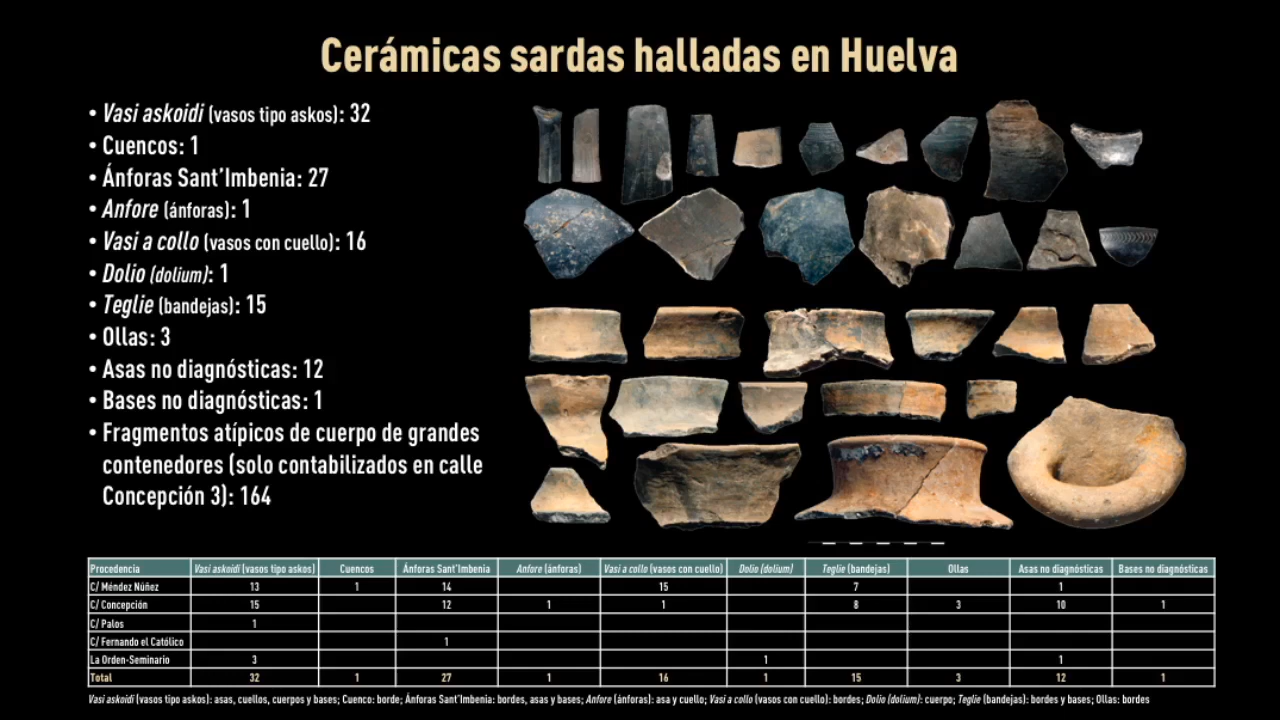 Cerámicas sardas halladas en Huelva
• Vasi askoidi (vasos tipo askos): 32
• Cuencos: 1
• Ánforas Sant'Imbenia: 27
• Anfore (ánforas): 1
• Vasi a collo (vasos con cuello): 16
• Dolio (dolium): 1
• Teglie (bandejas): 15
• Ollas: 3
• Asas no diagnósticas: 12
• Bases no diagnósticas: 1
• Fragmentos atípicos de cuerpo de grandes
contenedores (solo contabilizados en calle
Concepción 3): 164
Procedencia Vasi askoidi (vasos tipo askos) Cuencos Ánforas Sant'Imbenia Anfore (ánforas) Vasi a collo (vasos con cuello) Dolio (dolium) Teglie (bandejas) Ollas Asas no diagnósticas Bases no diagnósticas
C/ Méndez Núñez 13 1 14 15 7 1
C/ Concepción 15 12 1 1 8 3 10 1
C/ Palos 1
C/ Fernando el Católico 1
La Orden-Seminario 3 1 1
Total 32 1 27 1 16 1 15 3 12 1
Vasi askoidi (vasos tipo askos): asas, cuellos, cuerpos y bases; Cuenco: borde; Ánforas Sant'Imbenia: bordes, asas y bases; Anfore (ánforas): asa y cuello; Vasi a collo (vasos con cuello): bordes; Dolio (dolium): cuerpo; Teglie (bandejas): bordes y bases; Ollas: bordes